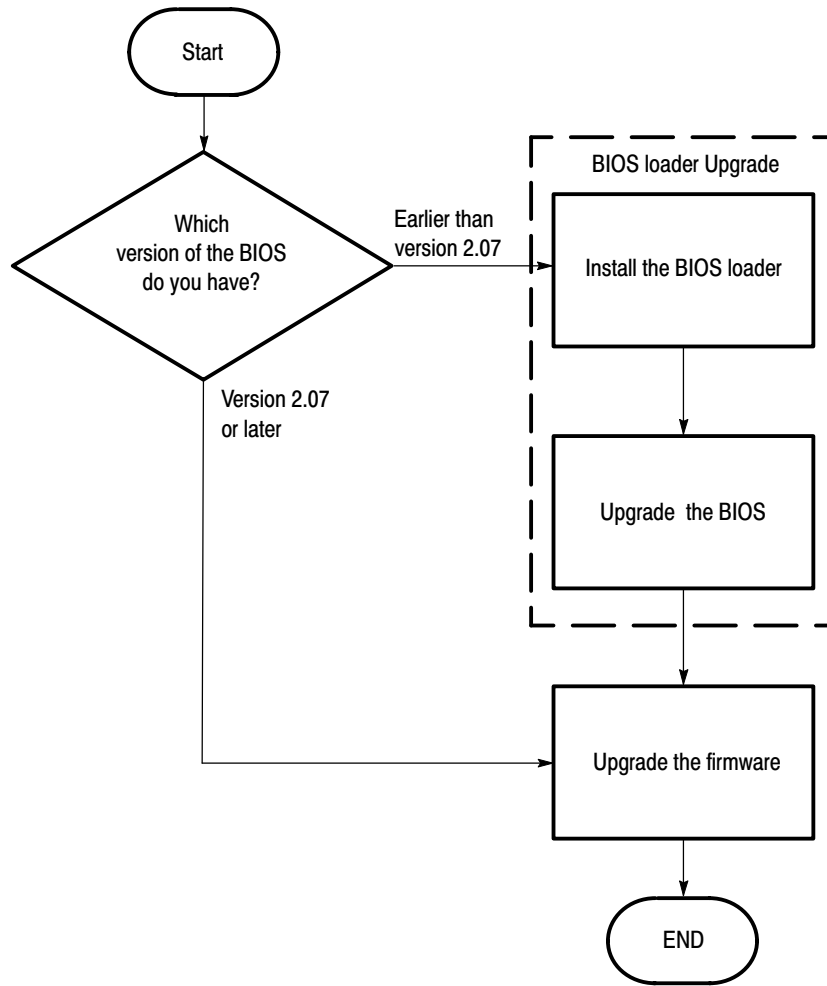 Start
Which
version of the BIOS
do you have?
Earlier than
version 2.07
BIOS loader Upgrade
Install the BIOS loader
Version 2.07
or later
Upgrade the BIOS
Upgrade the firmware
END